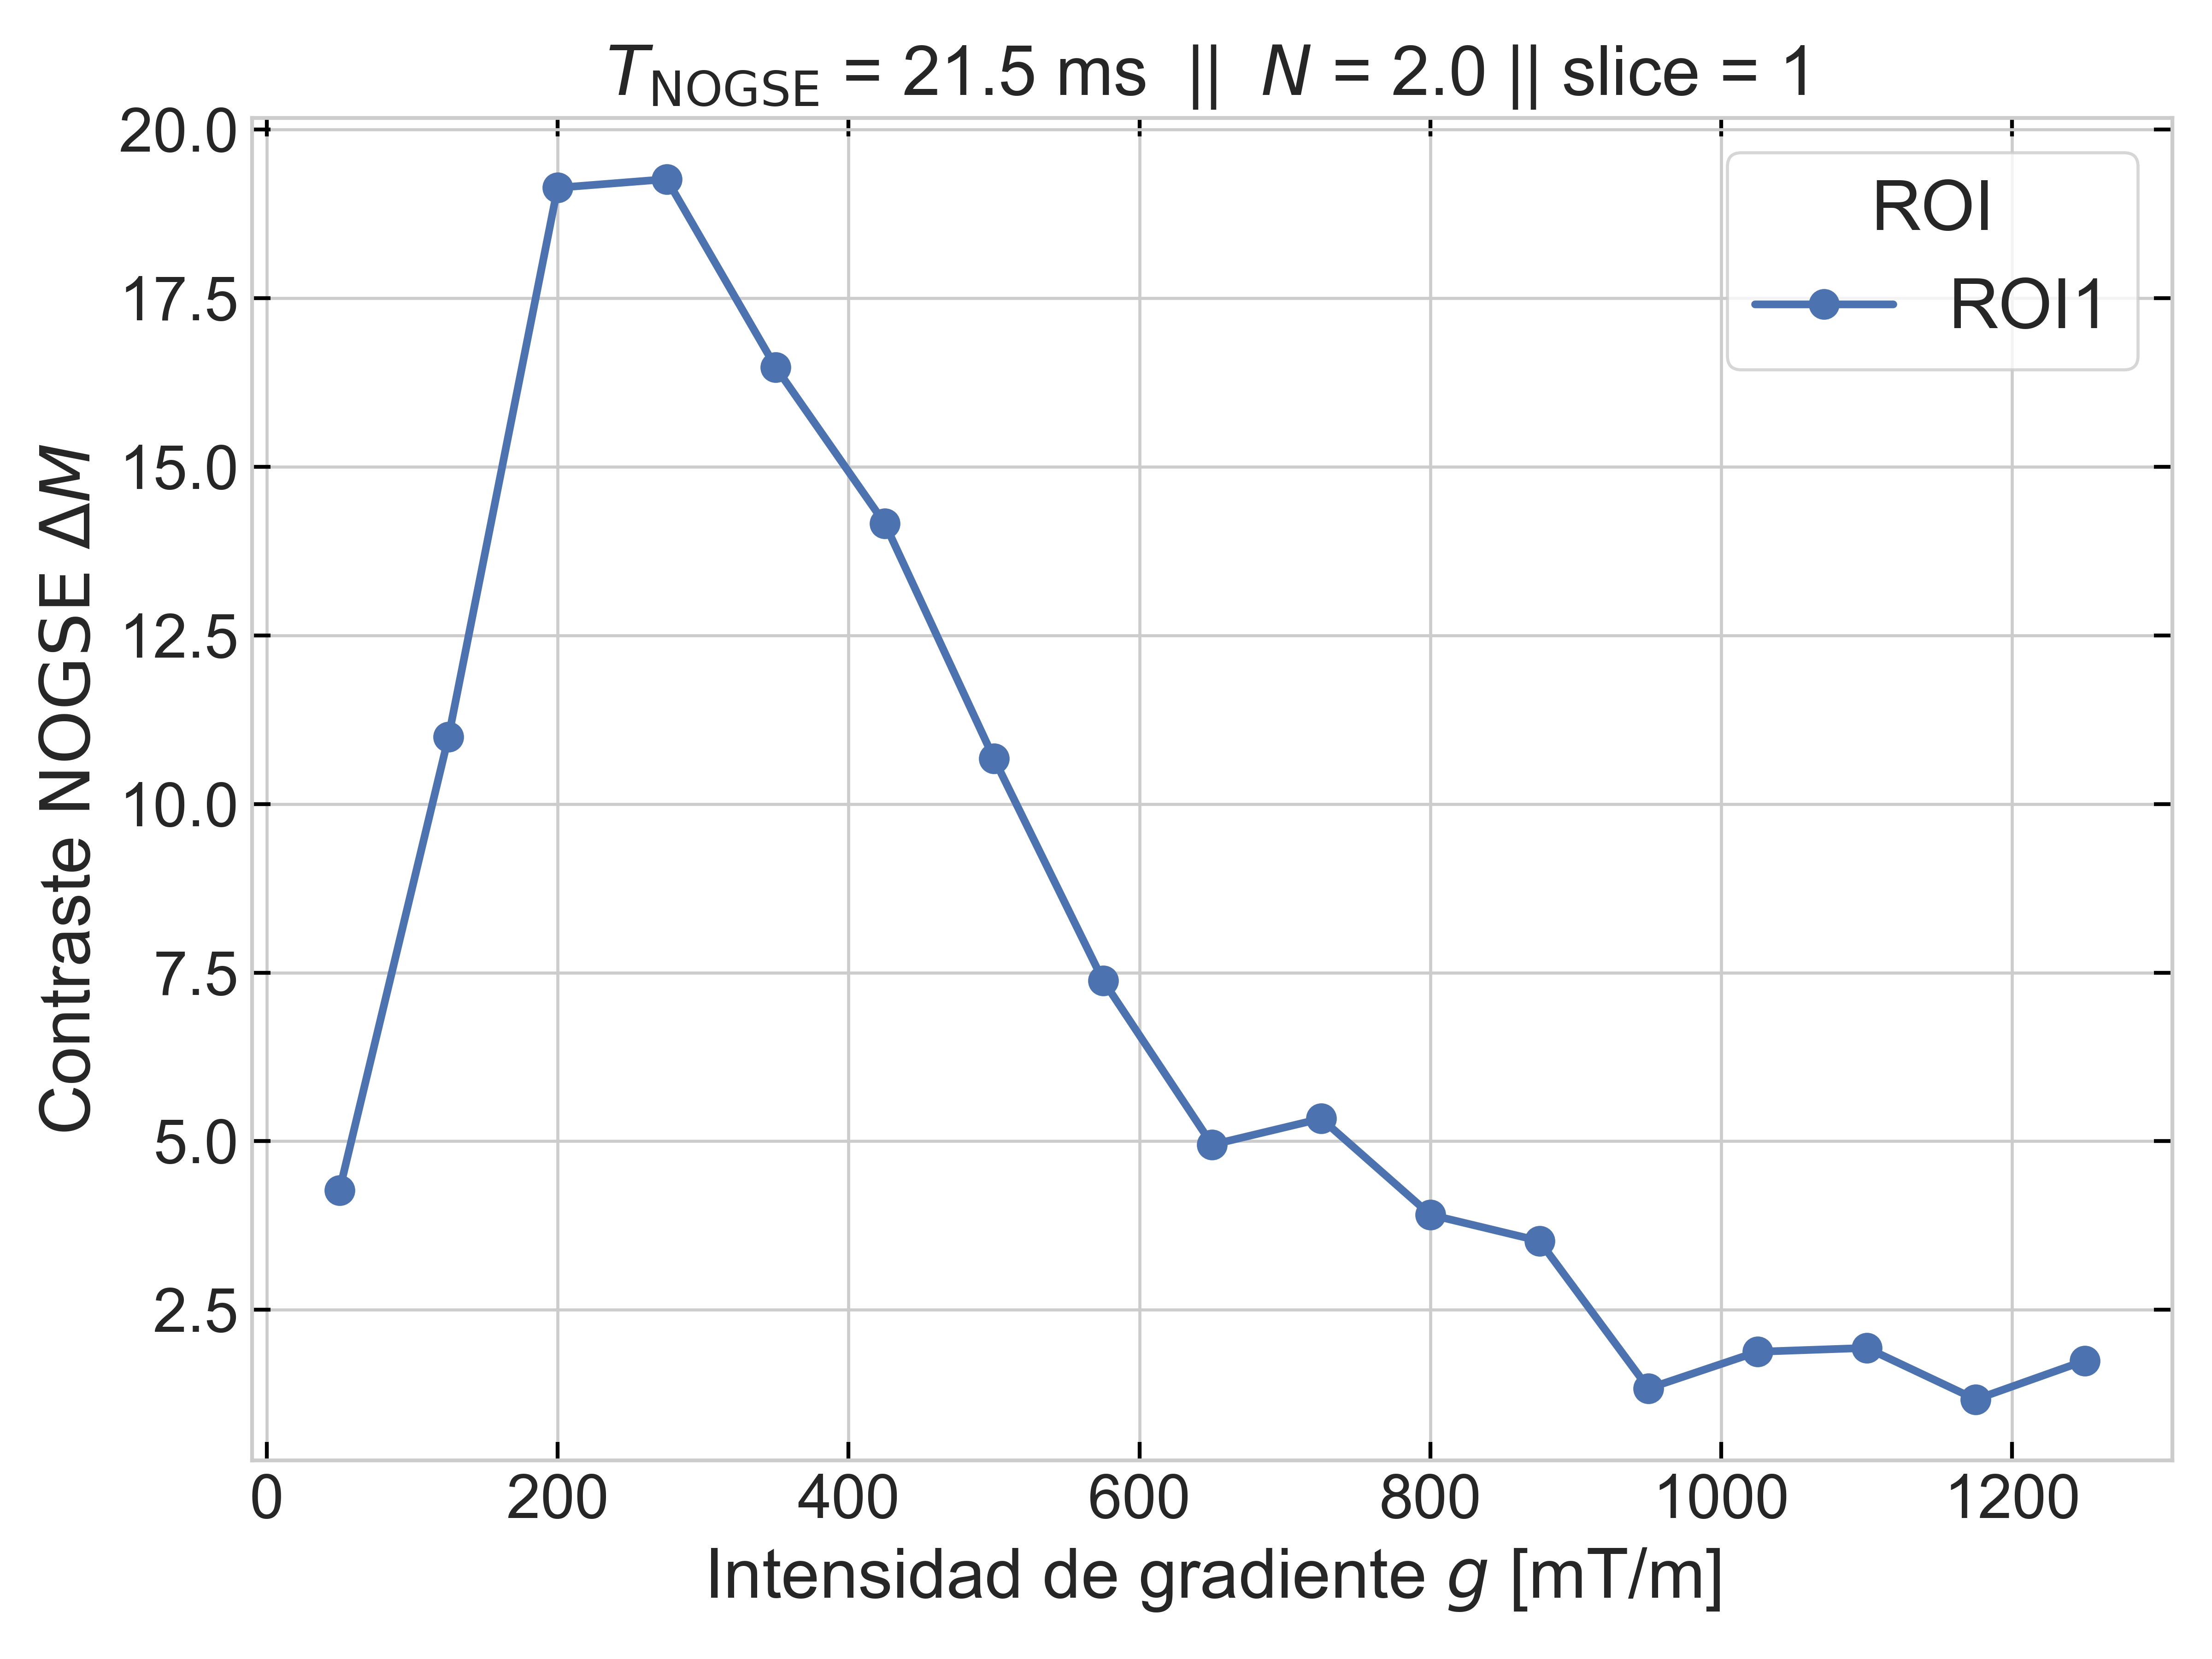 T_NOGSE = 21.5 ms || N = 2.0 || slice = 1
20.0
17.5
15.0
12.5
10.0
7.5
5.0
2.5
Contraste NOGSE ΔM
ROI
ROI1
0 200 400 600 800 1000 1200
Intensidad de gradiente g [mT/m]